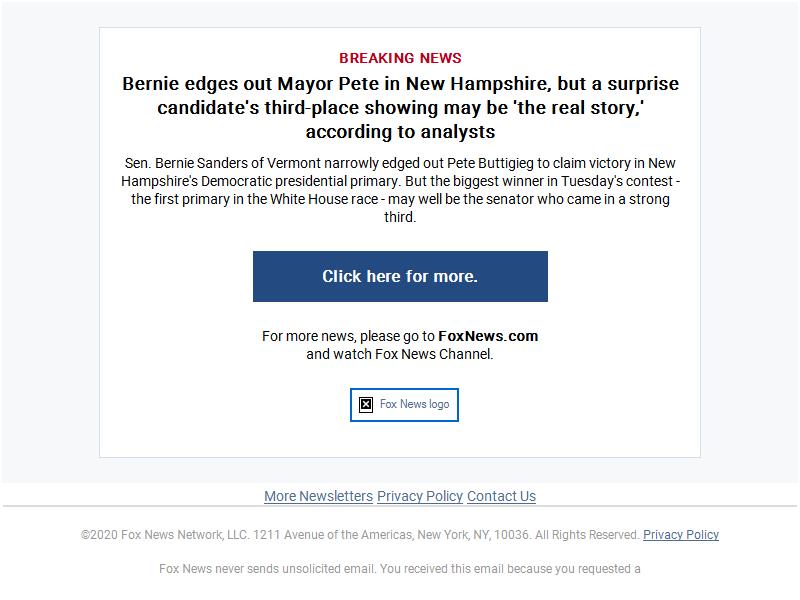 BREAKING NEWS
Bernie edges out Mayor Pete in New Hampshire, but a surprise
candidate's third-place showing may be 'the real story,'
according to analysts
Sen. Bernie Sanders of Vermont narrowly edged out Pete Buttigieg to claim victory in New
Hampshire's Democratic presidential primary. But the biggest winner in Tuesday's contest -
the first primary in the White House race - may well be the senator who came in a strong
third.
Click here for more.
For more news, please go to FoxNews.com
and watch Fox News Channel.
Fox News logo
More Newsletters Privacy Policy Contact Us
©2020 Fox News Network, LLC. 1211 Avenue of the Americas, New York, NY, 10036. All Rights Reserved. Privacy Policy
Fox News never sends unsolicited email. You received this email because you requested a